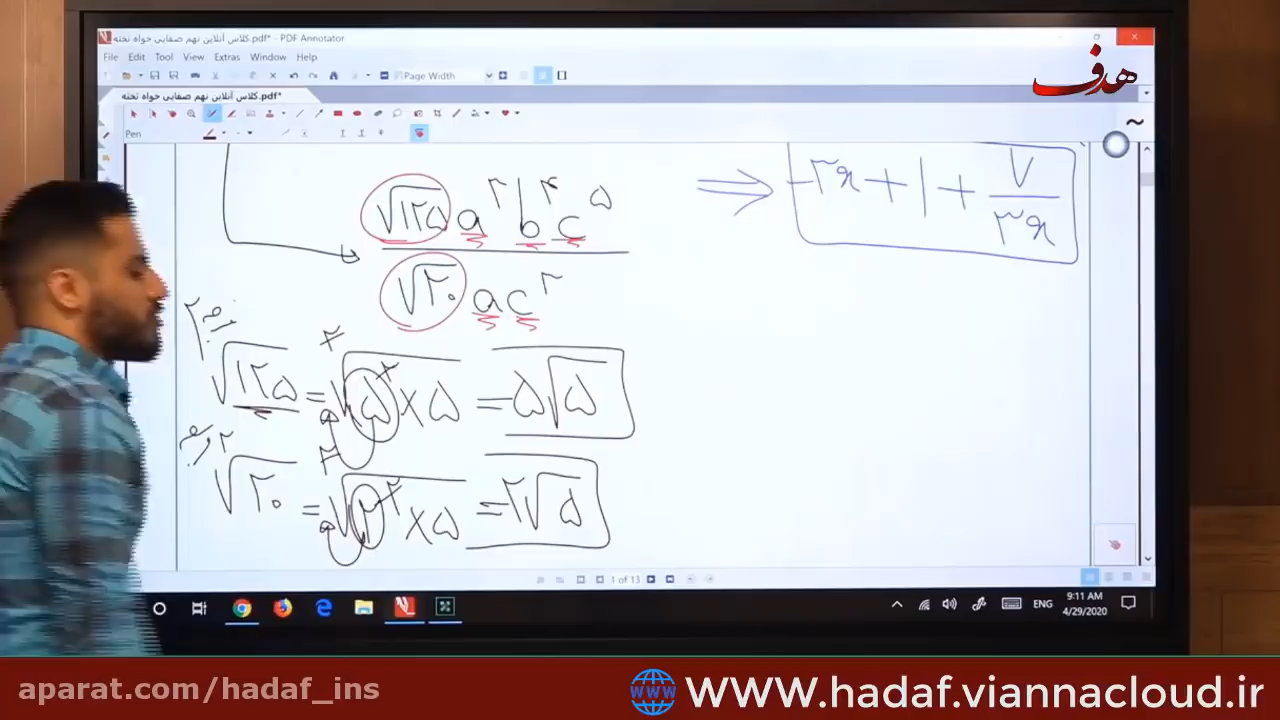 کلاس آنلاین نهم صفایی خواه تخته.pdf* - PDF Annotator
File Edit Tool View Extras Window Help
Page Width
کلاس آنلاین نهم صفایی خواه تخته.pdf*
Pen
هدف
√۱۲۵ a^۲ b^۴ c^۵
√۲۰ a c^۲
⇒ -۳x + ۱ + ۷/۳x
√۱۲۵ = √۵^۲ × ۵ = ۵√۵
√۲۰ = √۲^۲ × ۵ = ۲√۵
1 of 13
ENG
9:11 AM
4/29/2020
aparat.com/hadaf_ins
www
www.hadaf.viannacloud.ir